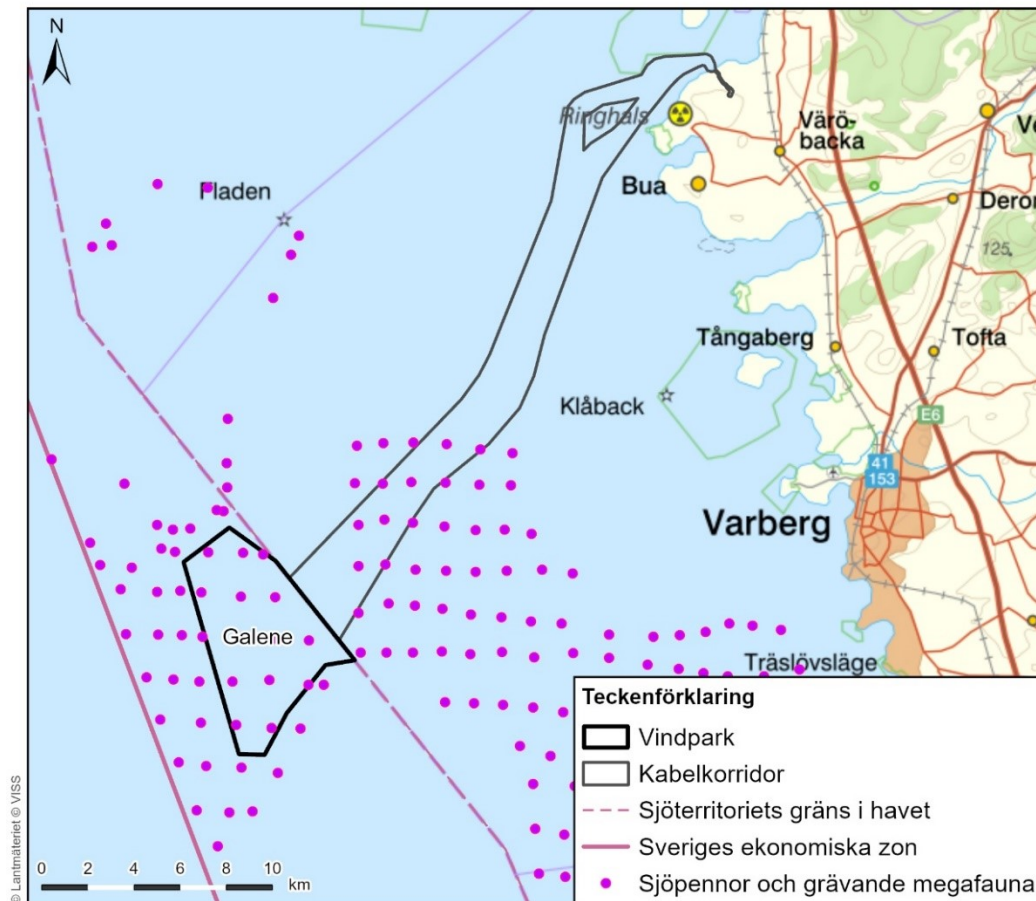 N
Ringhals
Värö-
backa
Bua
Fladen
125
Tångaberg
Tofta
Klåback
E6
41
153
Varberg
Galene
Träslövsläge
Teckenförklaring
Vindpark
Kabelkorridor
Sjöterritoriets gräns i havet
Sveriges ekonomiska zon
Sjöpennor och grävande megafauna
0 2 4 6 8 10
km
© Lantmäteriet © VISS